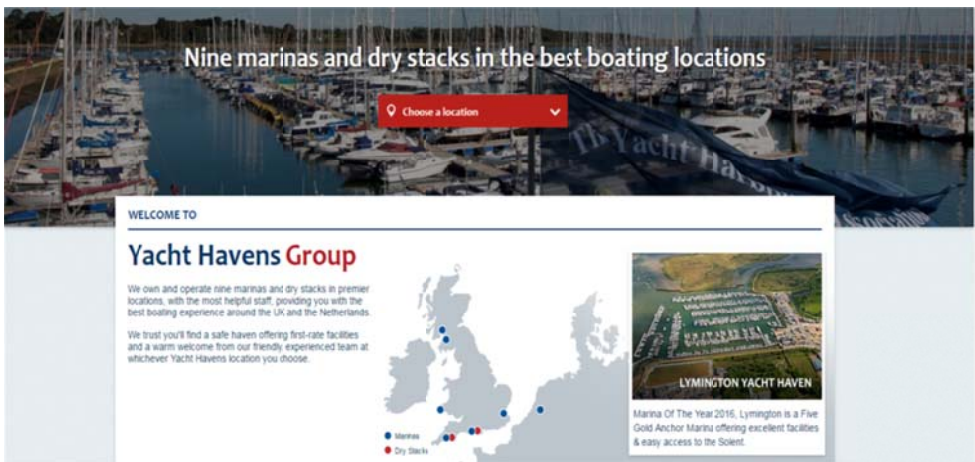 Nine marinas and dry stacks in the best boating locations
Choose a location
Yacht
WELCOME TO
Yacht Havens Group
We own and operate nine marinas and dry stacks in premier
locations, with the most helpful staff, providing you with the
best boating experience around the UK and the Netherlands.
We trust you'll find a safe haven offering first-rate facilities
and a warm welcome from our friendly experienced team at
whichever Yacht Havens location you choose.
Marinas
Dry Stacks
LYMINGTON YACHT HAVEN
Marina Of The Year 2016, Lymington is a Five
Gold Anchor Marina offering excellent facilities
& easy access to the Solent.